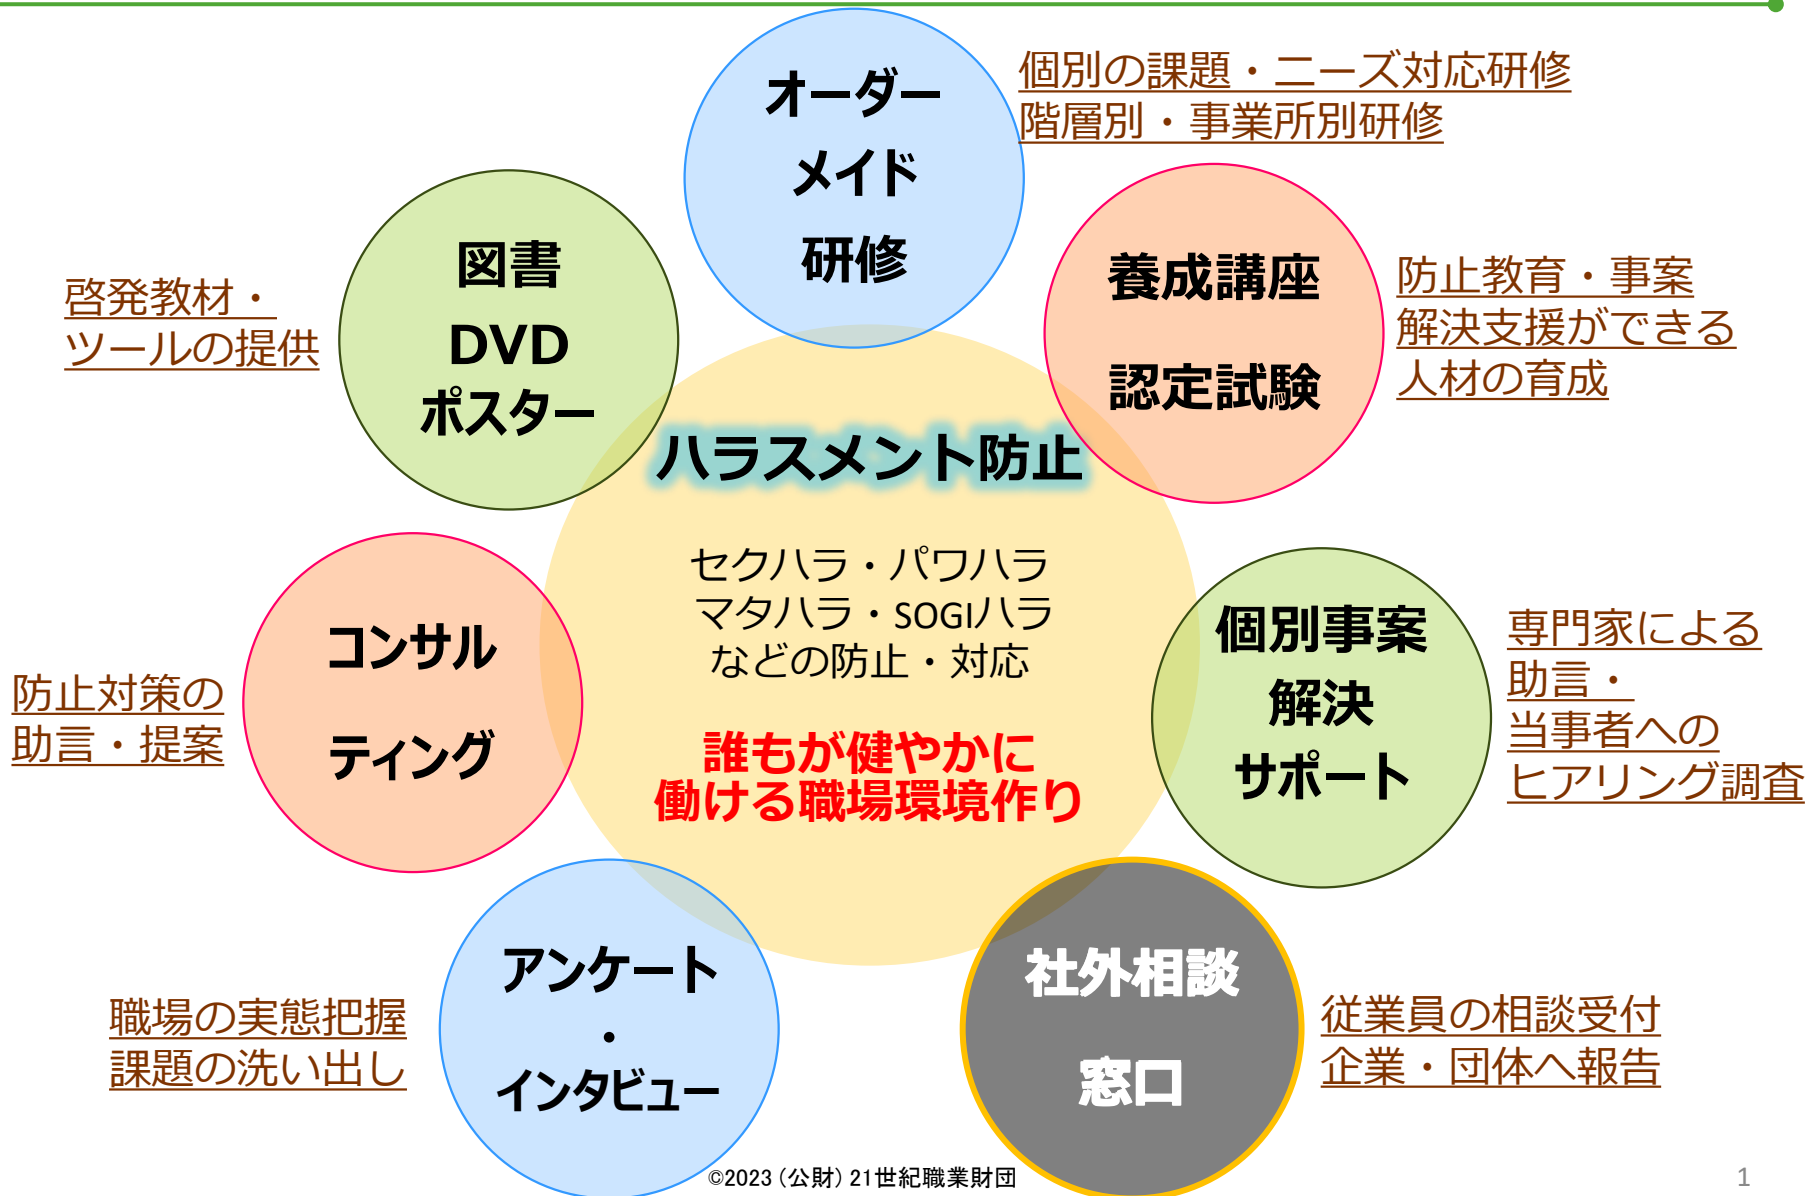 オーダー
メイド
研修
個別の課題・ニーズ対応研修
階層別・事業所別研修
養成講座
認定試験
防止教育・事案
解決支援ができる
人材の育成
図書
DVD
ポスター
啓発教材・
ツールの提供
ハラスメント防止
セクハラ・パワハラ
マタハラ・SOGIハラ
などの防止・対応
誰もが健やかに
働ける職場環境作り
個別事案
解決
サポート
専門家による
助言・
当事者への
ヒアリング調査
コンサル
ティング
防止対策の
助言・提案
アンケート
・
インタビュー
職場の実態把握
課題の洗い出し
社外相談
窓口
従業員の相談受付
企業・団体へ報告
©2023 (公財) 21世紀職業財団
1